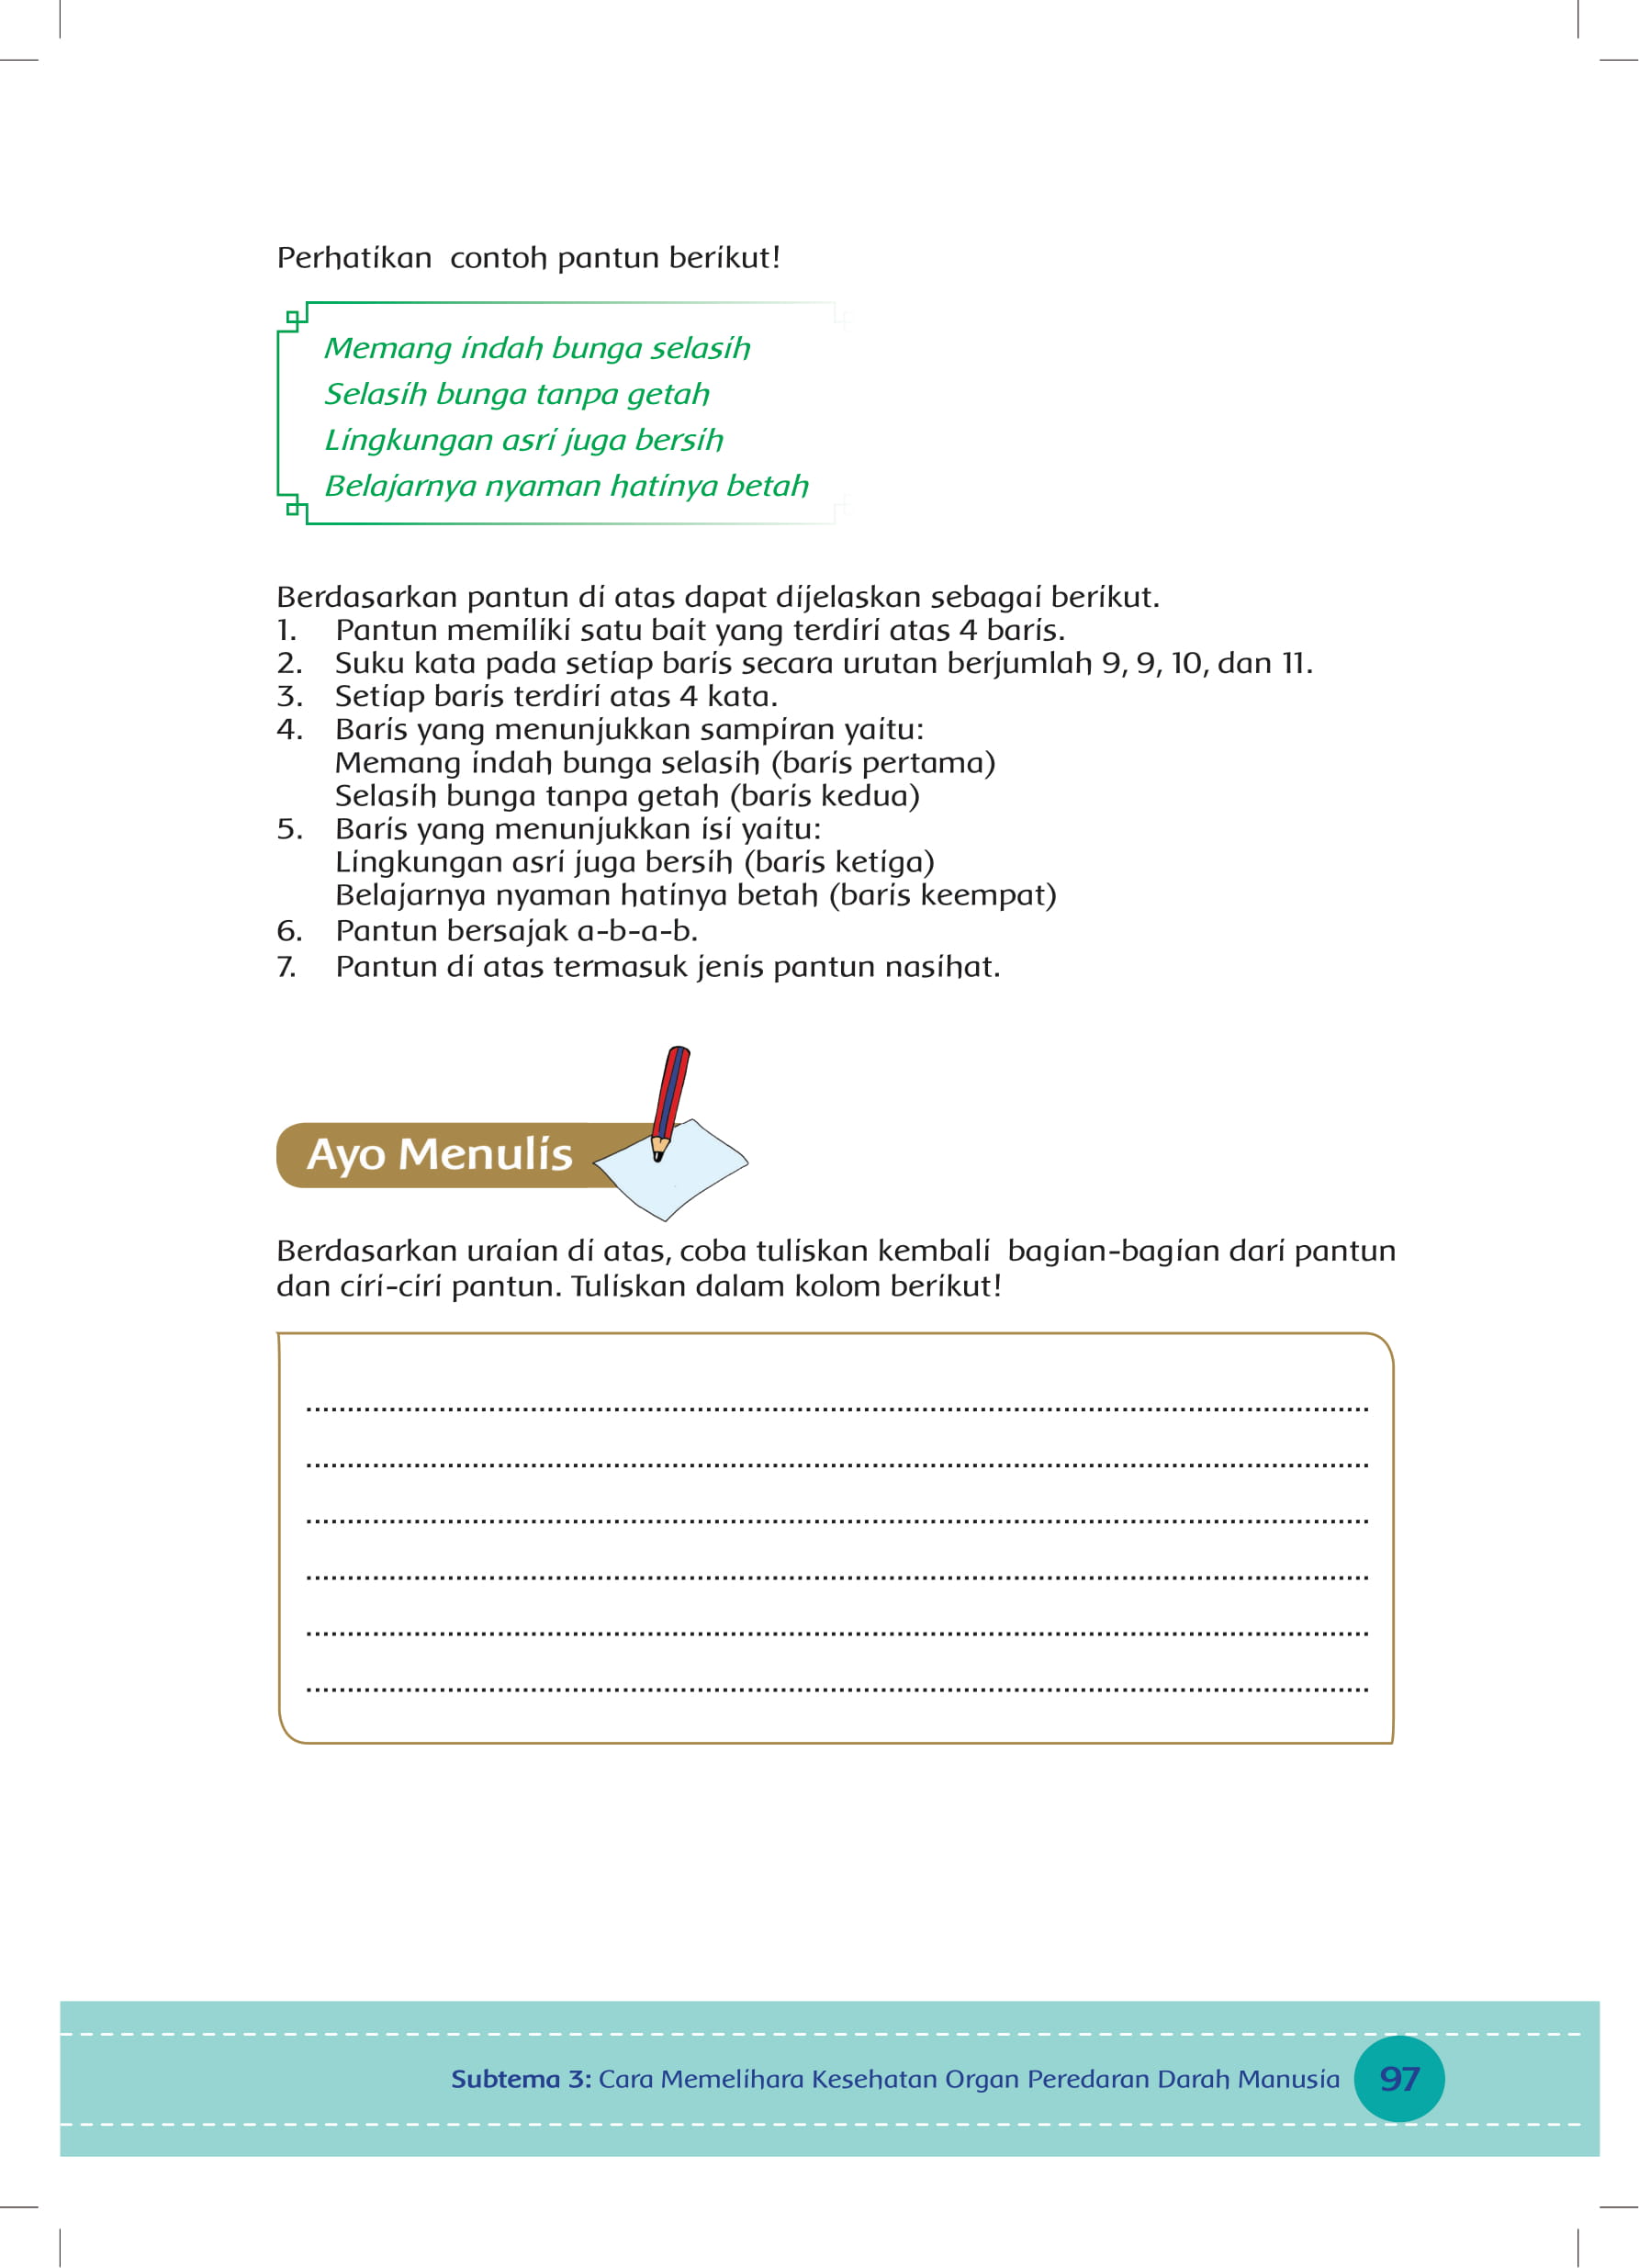 Perhatikan contoh pantun berikut!
Memang indah bunga selasih
Selasih bunga tanpa getah
Lingkungan asri juga bersih
Belajarnya nyaman hatinya betah
Berdasarkan pantun di atas dapat dijelaskan sebagai berikut.
1. Pantun memiliki satu bait yang terdiri atas 4 baris.
2. Suku kata pada setiap baris secara urutan berjumlah 9, 9, 10, dan 11.
3. Setiap baris terdiri atas 4 kata.
4. Baris yang menunjukkan sampiran yaitu:
Memang indah bunga selasih (baris pertama)
Selasih bunga tanpa getah (baris kedua)
5. Baris yang menunjukkan isi yaitu:
Lingkungan asri juga bersih (baris ketiga)
Belajarnya nyaman hatinya betah (baris keempat)
6. Pantun bersajak a-b-a-b.
7. Pantun di atas termasuk jenis pantun nasihat.
Ayo Menulis
Berdasarkan uraian di atas, coba tuliskan kembali bagian-bagian dari pantun
dan ciri-ciri pantun. Tuliskan dalam kolom berikut!
Subtema 3: Cara Memelihara Kesehatan Organ Peredaran Darah Manusia 97